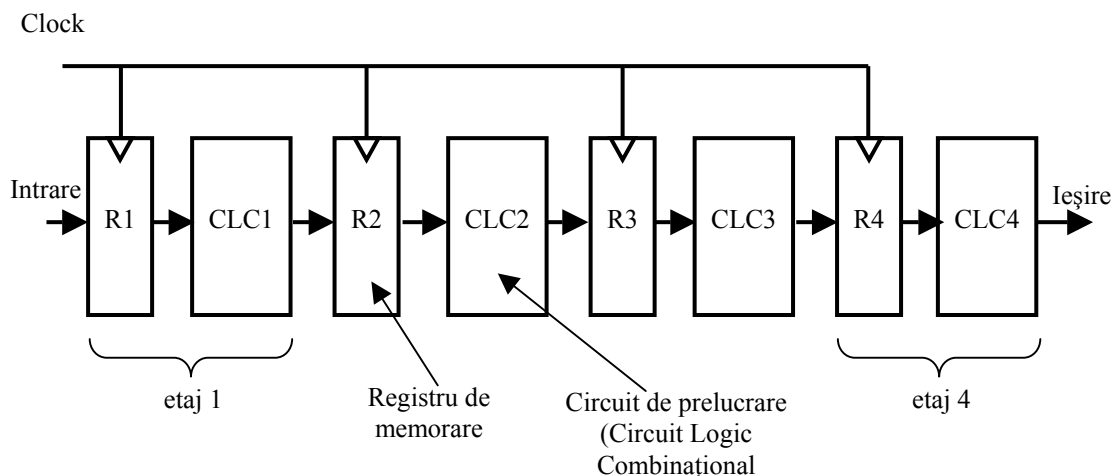 Clock
Intrare
R1
CLC1
R2
CLC2
R3
CLC3
R4
CLC4
Ieşire
etaj 1
Registru de
memorare
Circuit de prelucrare
(Circuit Logic
Combinaţional
etaj 4